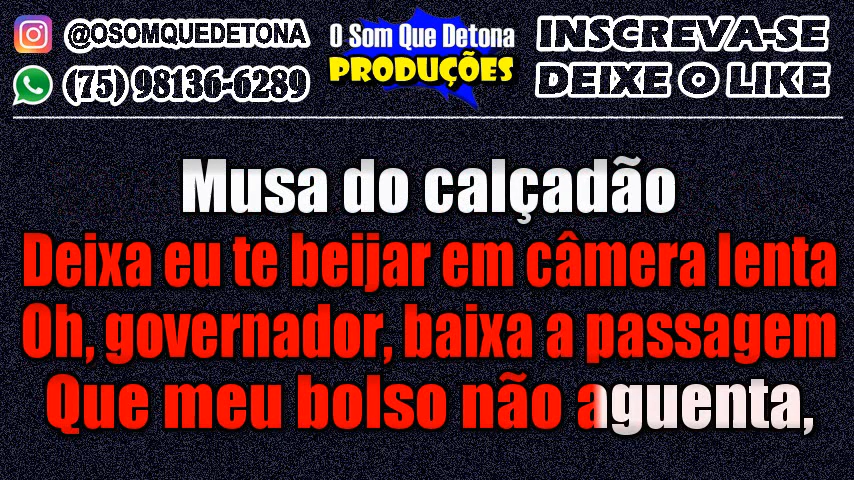 @OSOMQUEDETONA
(75) 98136-6289
O Som Que Detona
PRODUÇÕES
INSCREVA-SE
DEIXE O LIKE
Musa do calçadão
Deixa eu te beijar em câmera lenta
Oh, governador, baixa a passagem
Que meu bolso não aguenta,